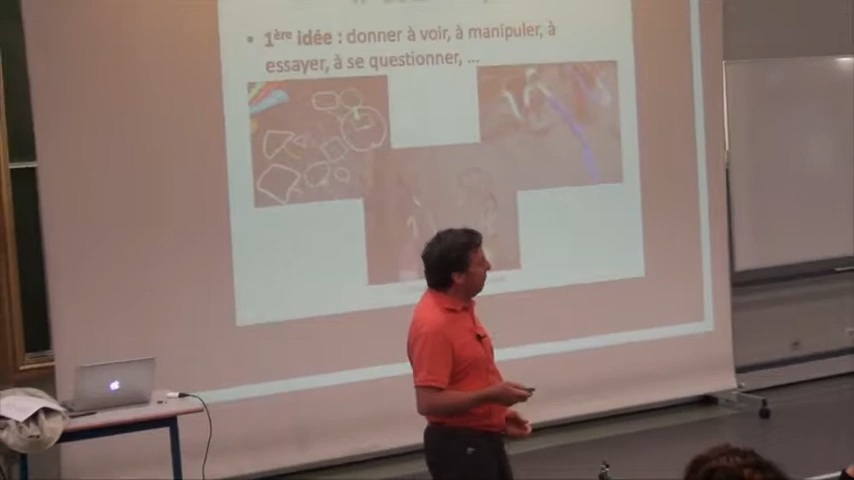 • 1ère idée : donner à voir, à manipuler, à
essayer, à se questionner, ...